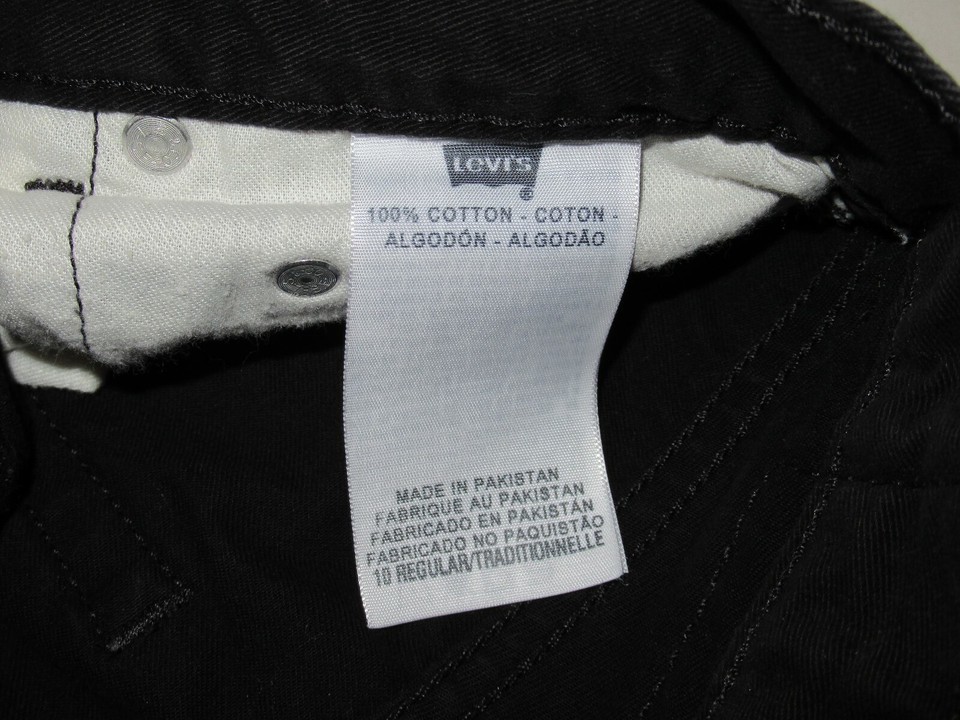 LEVI'S
®
100% COTTON - COTON -
ALGODÓN - ALGODÃO
MADE IN PAKISTAN
FABRIQUE AU PAKISTAN
FABRICADO EN PAKISTÁN
FABRICADO NO PAQUISTÃO
10 REGULAR/TRADITIONNELLE